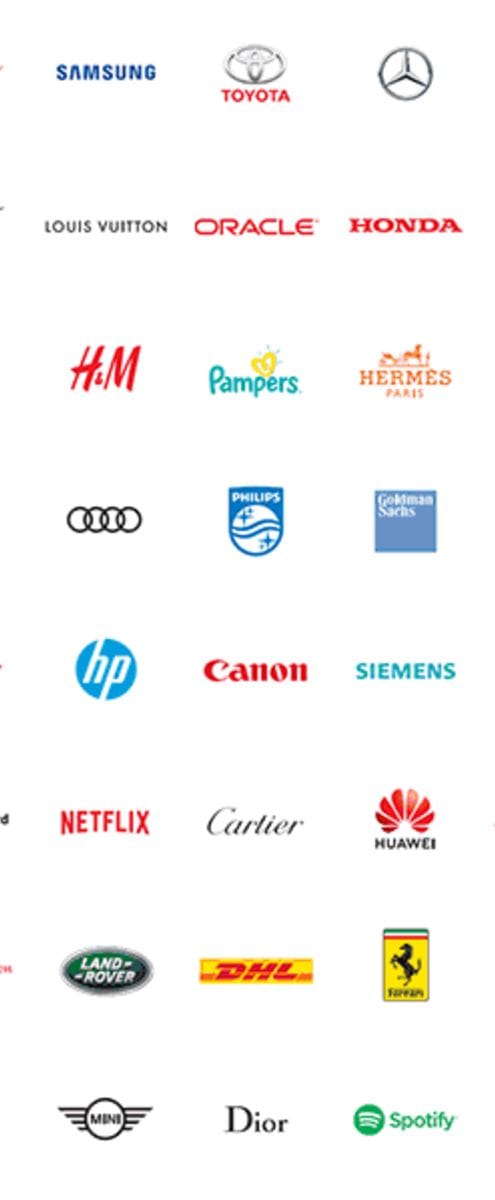 SAMSUNG
TOYOTA
LOUIS VUITTON
ORACLE
HONDA
H&M
Pampers
HERMÈS
PARIS
PHILIPS
Goldman
Sachs
hp
Canon
SIEMENS
NETFLIX
Cartier
HUAWEI
LAND-
-ROVER
DHL
Ferrari
MINI
Dior
Spotify